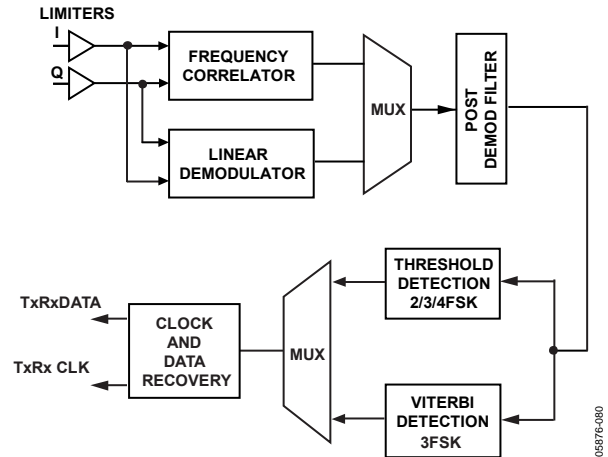 LIMITERS
I
Q
FREQUENCY
CORRELATOR
LINEAR
DEMODULATOR
MUX
POST
DEMOD FILTER
THRESHOLD
DETECTION
2/3/4FSK
VITERBI
DETECTION
3FSK
MUX
CLOCK
AND
DATA
RECOVERY
TxRxDATA
TxRx CLK
05876-080